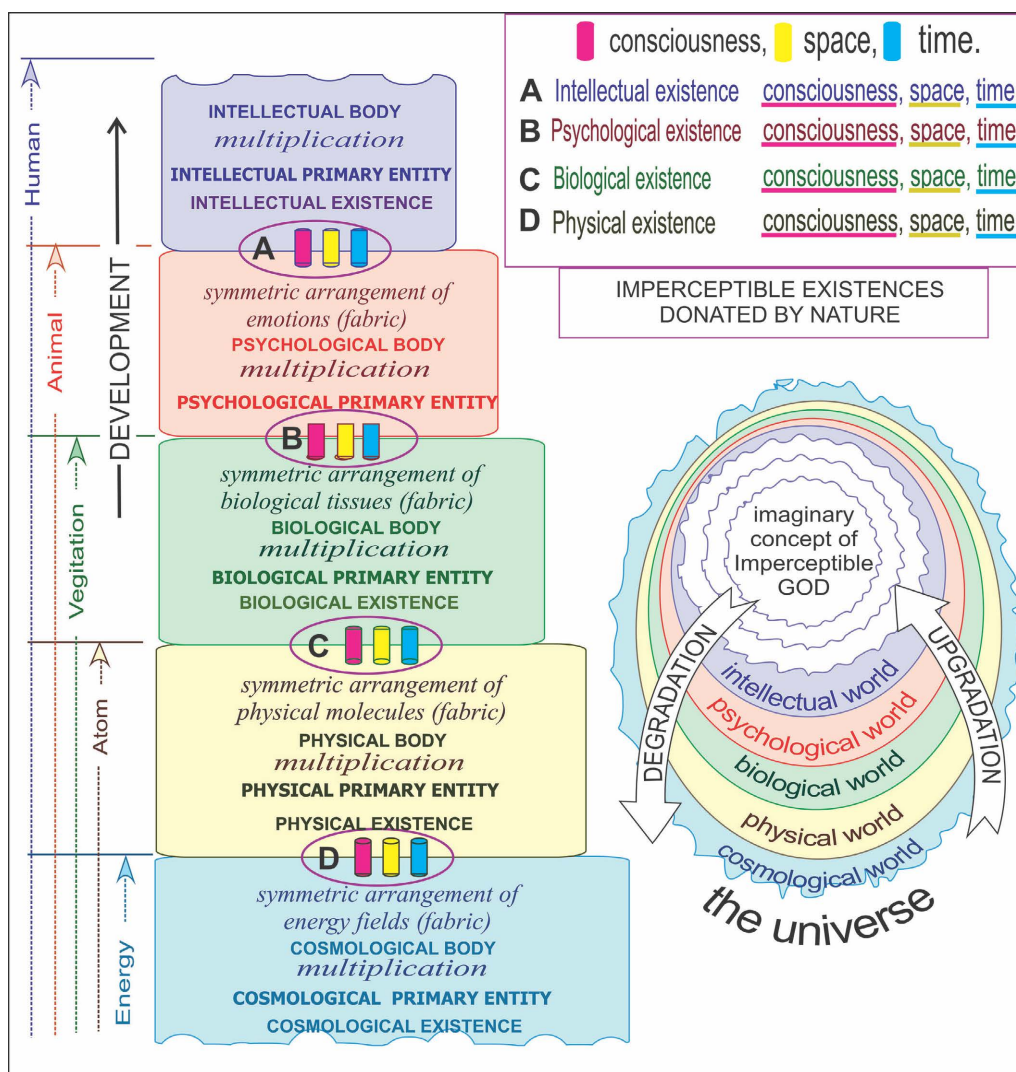 consciousness, space, time.
A Intellectual existence consciousness, space, time
B Psychological existence consciousness, space, time
C Biological existence consciousness, space, time
D Physical existence consciousness, space, time
IMPERCEPTIBLE EXISTENCES
DONATED BY NATURE
Human
Animal
Vegitation
Atom
Energy
DEVELOPMENT
INTELLECTUAL BODY
multiplication
INTELLECTUAL PRIMARY ENTITY
INTELLECTUAL EXISTENCE
A
symmetric arrangement of
emotions (fabric)
PSYCHOLOGICAL BODY
multiplication
PSYCHOLOGICAL PRIMARY ENTITY
B
symmetric arrangement of
biological tissues (fabric)
BIOLOGICAL BODY
multiplication
BIOLOGICAL PRIMARY ENTITY
BIOLOGICAL EXISTENCE
C
symmetric arrangement of
physical molecules (fabric)
PHYSICAL BODY
multiplication
PHYSICAL PRIMARY ENTITY
PHYSICAL EXISTENCE
D
symmetric arrangement of
energy fields (fabric)
COSMOLOGICAL BODY
multiplication
COSMOLOGICAL PRIMARY ENTITY
COSMOLOGICAL EXISTENCE
imaginary
concept of
Imperceptible
GOD
DEGRADATION
UPGRADATION
intellectual world
psychological world
biological world
physical world
cosmological world
the universe